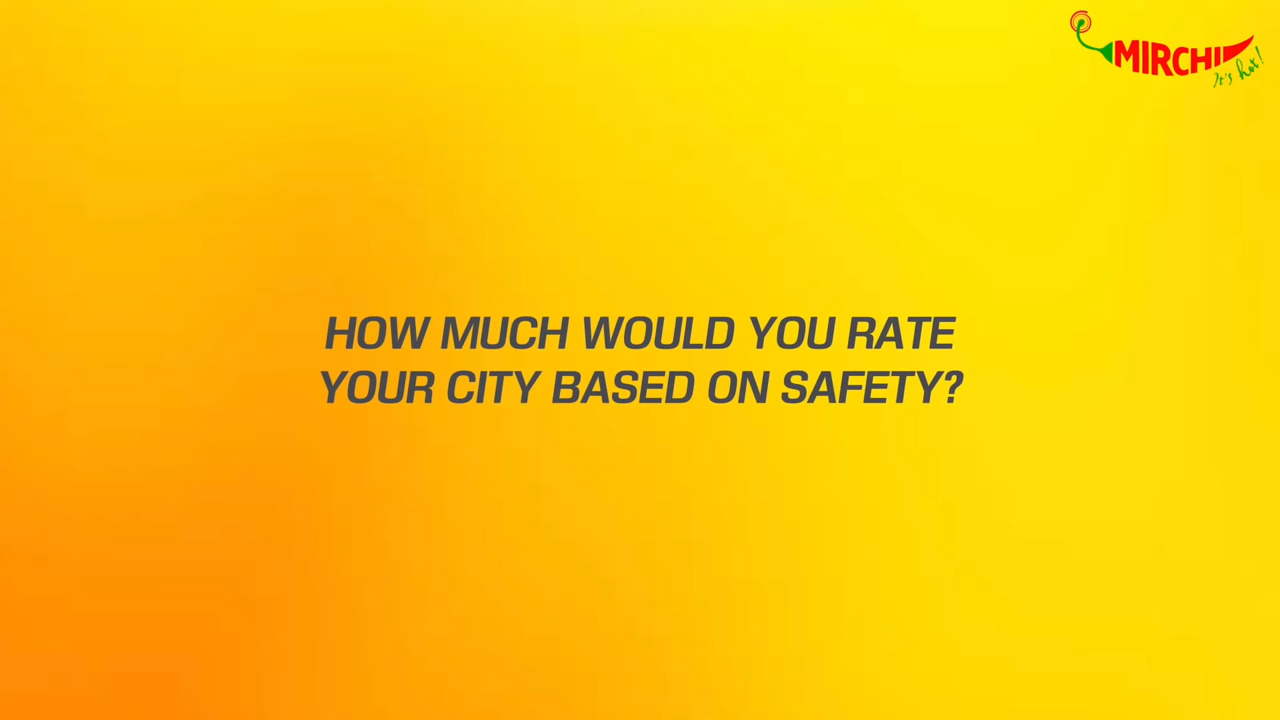 MIRCHI
It's hot!
HOW MUCH WOULD YOU RATE
YOUR CITY BASED ON SAFETY?